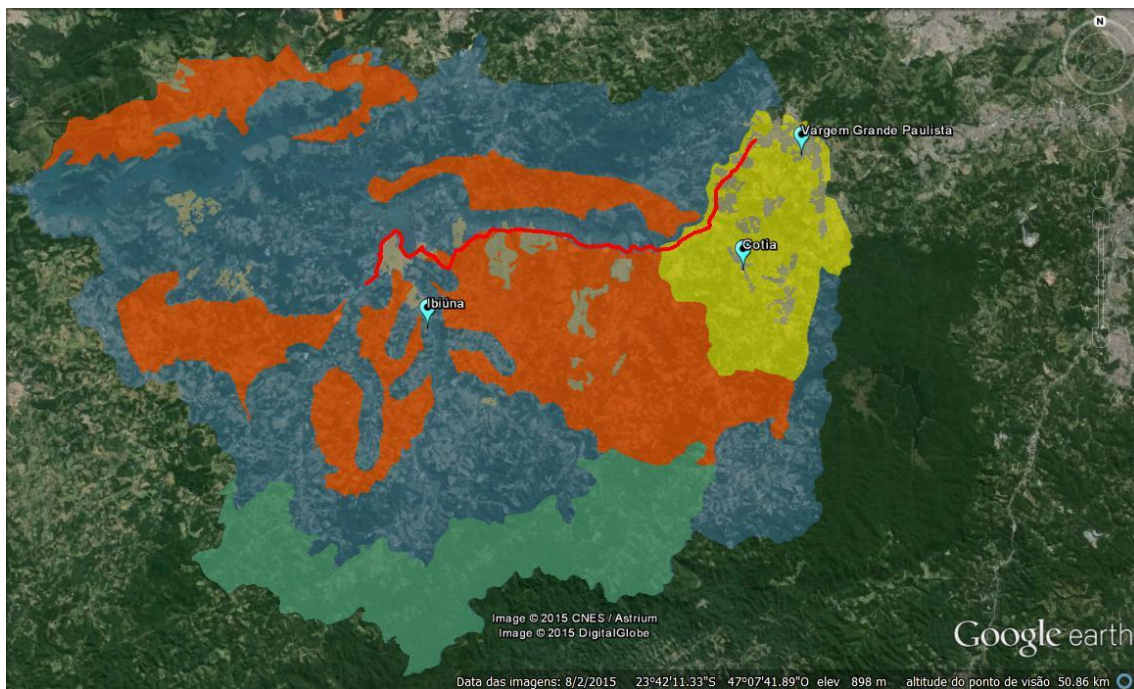 N
Vargem Grande Paulista
Cotia
Ibiúna
Image © 2015 CNES / Astrium
Image © 2015 DigitalGlobe
Google earth
Data das imagens: 8/2/2015 23°42'11.33"S 47°07'41.89"O elev 898 m altitude do ponto de visão 50.86 km